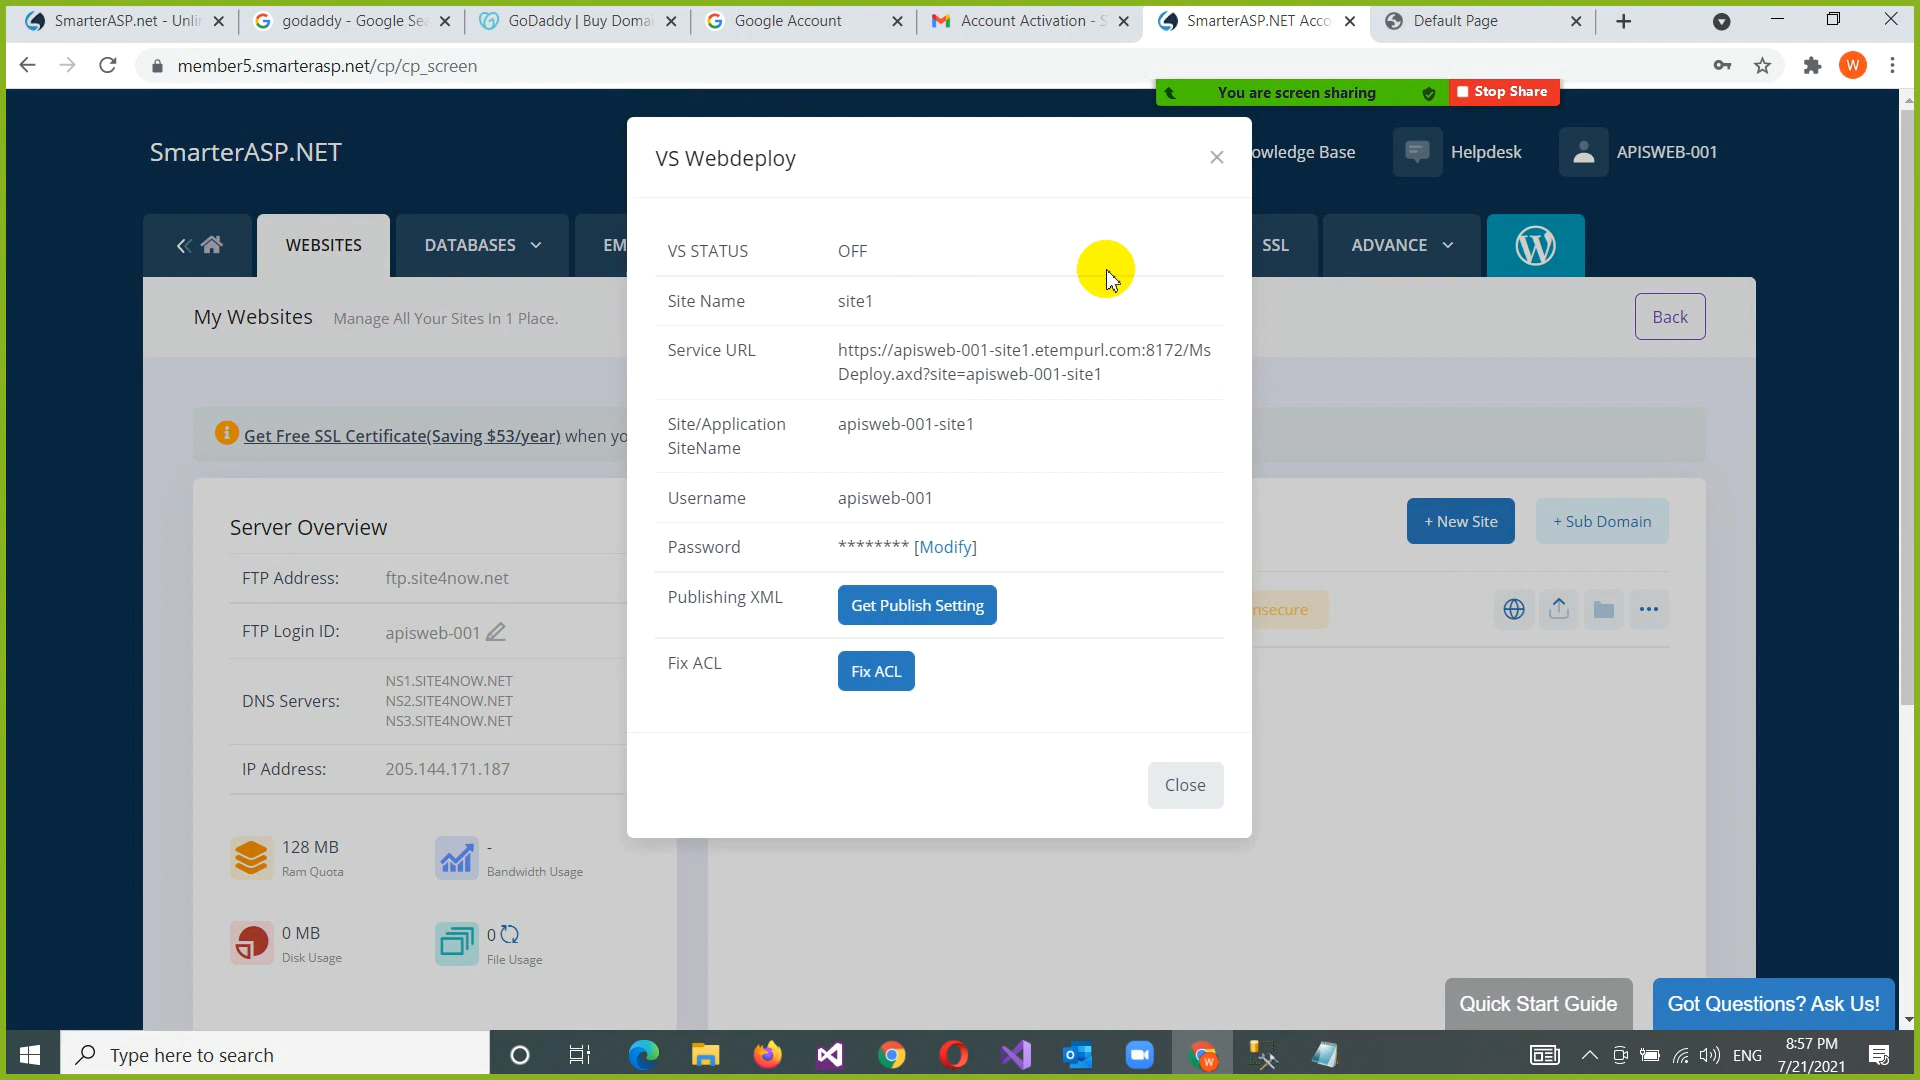 SmarterASP.net - Unli
godaddy - Google Sea
GoDaddy | Buy Domai
Google Account
Account Activation - S
SmarterASP.NET Acco
Default Page
member5.smarterasp.net/cp/cp_screen
W
You are screen sharing
Stop Share
SmarterASP.NET
owledge Base
Helpdesk
APISWEB-001
WEBSITES
DATABASES
EM
SSL
ADVANCE
My Websites
Manage All Your Sites In 1 Place.
Back
Get Free SSL Certificate(Saving $53/year) when yo
VS Webdeploy
VS STATUS
OFF
Site Name
site1
Service URL
https://apisweb-001-site1.etempurl.com:8172/Ms
Deploy.axd?site=apisweb-001-site1
Site/Application
SiteName
apisweb-001-site1
Username
apisweb-001
Password
******** [Modify]
Publishing XML
Get Publish Setting
Fix ACL
Fix ACL
Close
Server Overview
FTP Address:
ftp.site4now.net
FTP Login ID:
apisweb-001
DNS Servers:
NS1.SITE4NOW.NET
NS2.SITE4NOW.NET
NS3.SITE4NOW.NET
IP Address:
205.144.171.187
128 MB
Ram Quota
-
Bandwidth Usage
0 MB
Disk Usage
0
File Usage
+ New Site
+ Sub Domain
nsecure
Quick Start Guide
Got Questions? Ask Us!
Type here to search
ENG
8:57 PM
7/21/2021